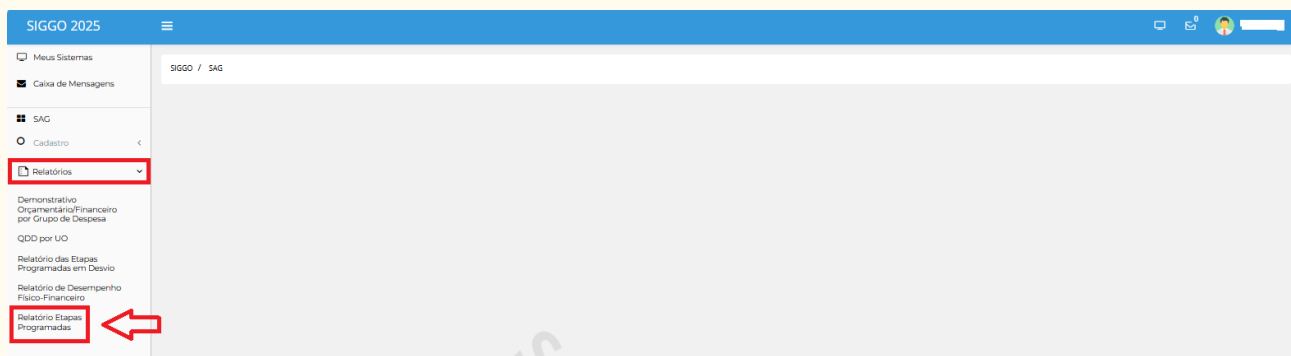 SIGGO 2025
0
Meus Sistemas
SIGGO / SAG
Caixa de Mensagens
SAG
Cadastro
Relatórios
Demonstrativo
Orçamentário/Financeiro
por Grupo de Despesa
QDD por UO
Relatório das Etapas
Programadas em Desvio
Relatório de Desempenho
Físico-Financeiro
Relatório Etapas
Programadas